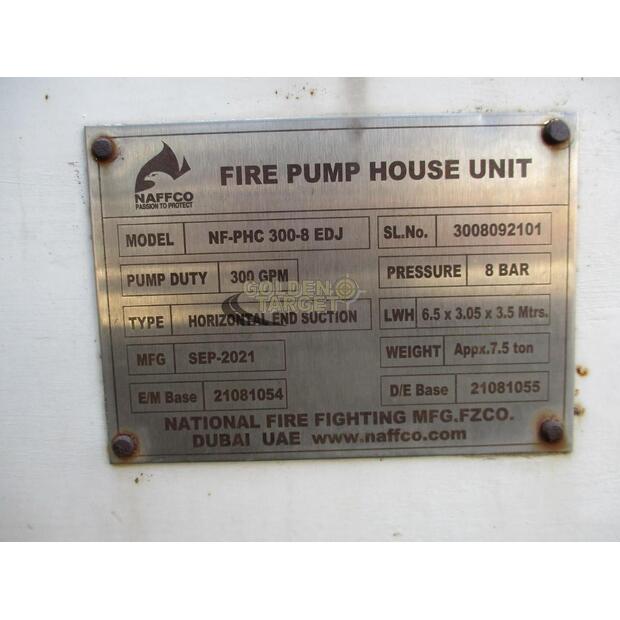 NAFFCO
PASSION TO PROTECT
FIRE PUMP HOUSE UNIT
MODEL NF-PHC 300-8 EDJ SL.No. 3008092101
PUMP DUTY 300 GPM PRESSURE 8 BAR
GOLDEN
TARGET
TYPE HORIZONTAL END SUCTION LWH 6.5 x 3.05 x 3.5 Mtrs.
MFG SEP-2021 WEIGHT Appx.7.5 ton
E/M Base 21081054 D/E Base 21081055
NATIONAL FIRE FIGHTING MFG.FZCO.
DUBAI UAE www.naffco.com